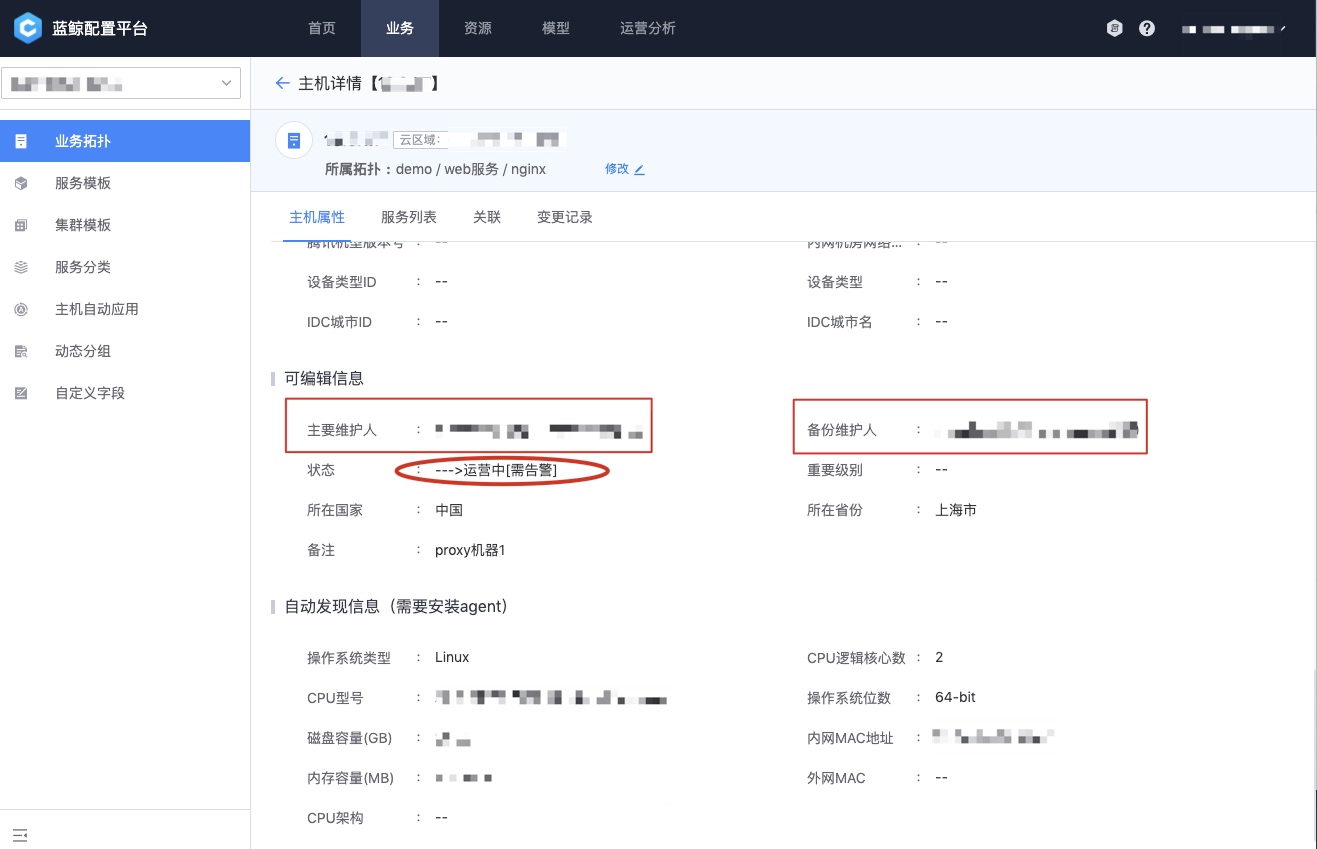 蓝鲸配置平台
首页 业务 资源 模型 运营分析
主机详情【 】
业务拓扑
云区域：
服务模板
所属拓扑：demo / web服务 / nginx 修改
集群模板
主机属性 服务列表 关联 变更记录
腾讯机型版本号 : -- 内网机房网络... : --
服务分类
设备类型ID : -- 设备类型 : --
主机自动应用
IDC城市ID : -- IDC城市名 : --
动态分组
可编辑信息
自定义字段
主要维护人 : 备份维护人 :
状态 : --->运营中[需告警] 重要级别 : --
所在国家 : 中国 所在省份 : 上海市
备注 : proxy机器1
自动发现信息（需要安装agent）
操作系统类型 : Linux CPU逻辑核心数 : 2
CPU型号 : 操作系统位数 : 64-bit
磁盘容量(GB) : 内网MAC地址 :
内存容量(MB) : 外网MAC : --
CPU架构 : --